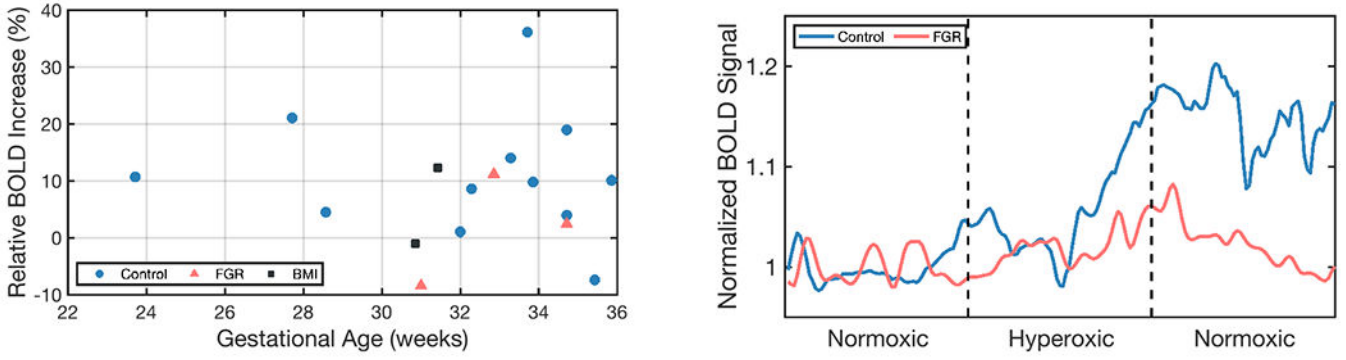 Relative BOLD Increase (%)
40
30
20
10
0
-10
Control FGR BMI
22 24 26 28 30 32 34 36
Gestational Age (weeks)
Normalized BOLD Signal
1.2
1.1
1
Control FGR
Normoxic Hyperoxic Normoxic